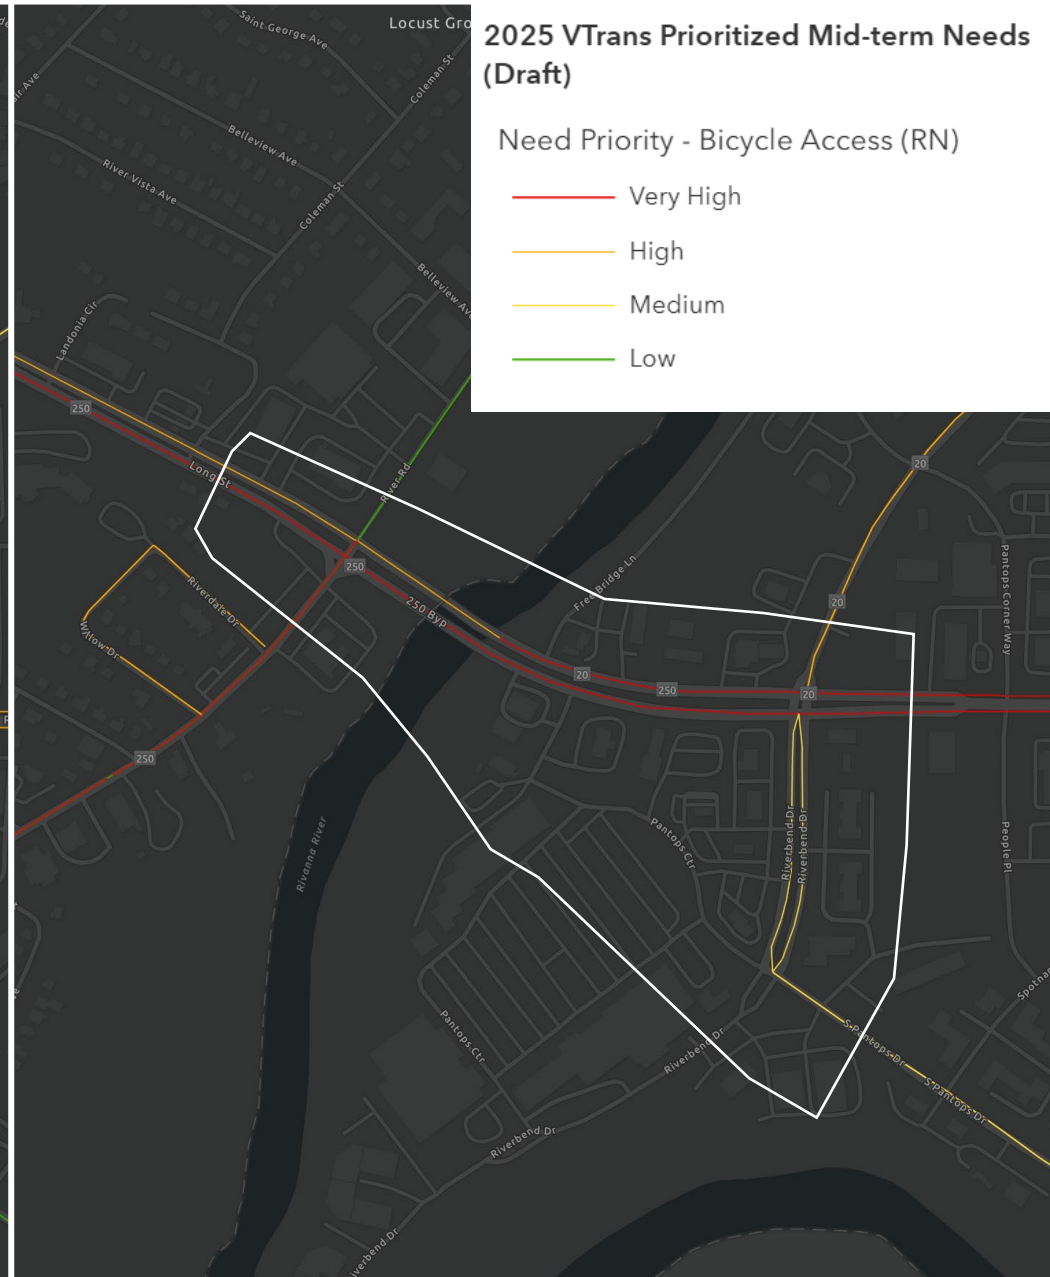 2025 VTrans Prioritized Mid-term Needs
(Draft)
Need Priority - Bicycle Access (RN)
Very High
High
Medium
Low
Locust Gro
Saint George Ave
Coleman St
Belleview Ave
River Vista Ave
Coleman St
Belleview Av
Landonia Cir
250
Long St
River Rd
20
250
Riverdale Dr
Willow Dr
250 Byp
Free Bridge Ln
20
Pantops Corner Way
20
250
20
250
Rivanna River
Pantops Ctr
Riverbend Dr
Riverbend Dr
People Pl
Spotna
Pantops Ctr
Riverbend Dr
S Pantops Dr
S Pantops Dr
Riverbend Dr
iverbend Dr